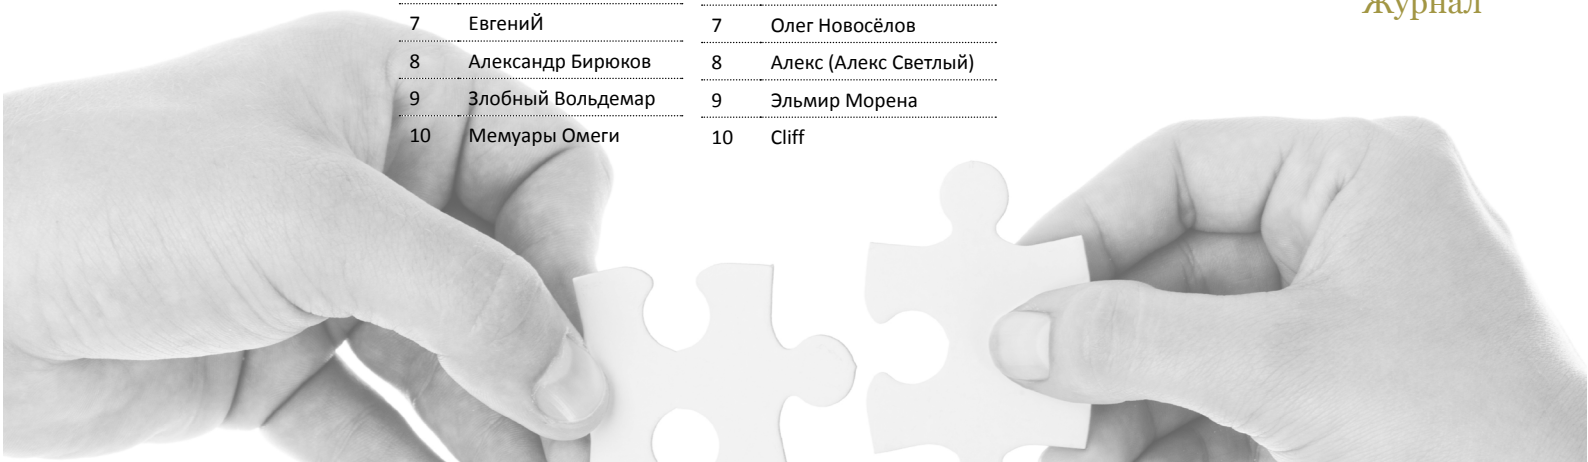 Журнал
7 ЕвгениЙ 7 Олег Новосёлов
8 Александр Бирюков 8 Алекс (Алекс Светлый)
9 Злобный Вольдемар 9 Эльмир Морена
10 Мемуары Омеги 10 Cliff